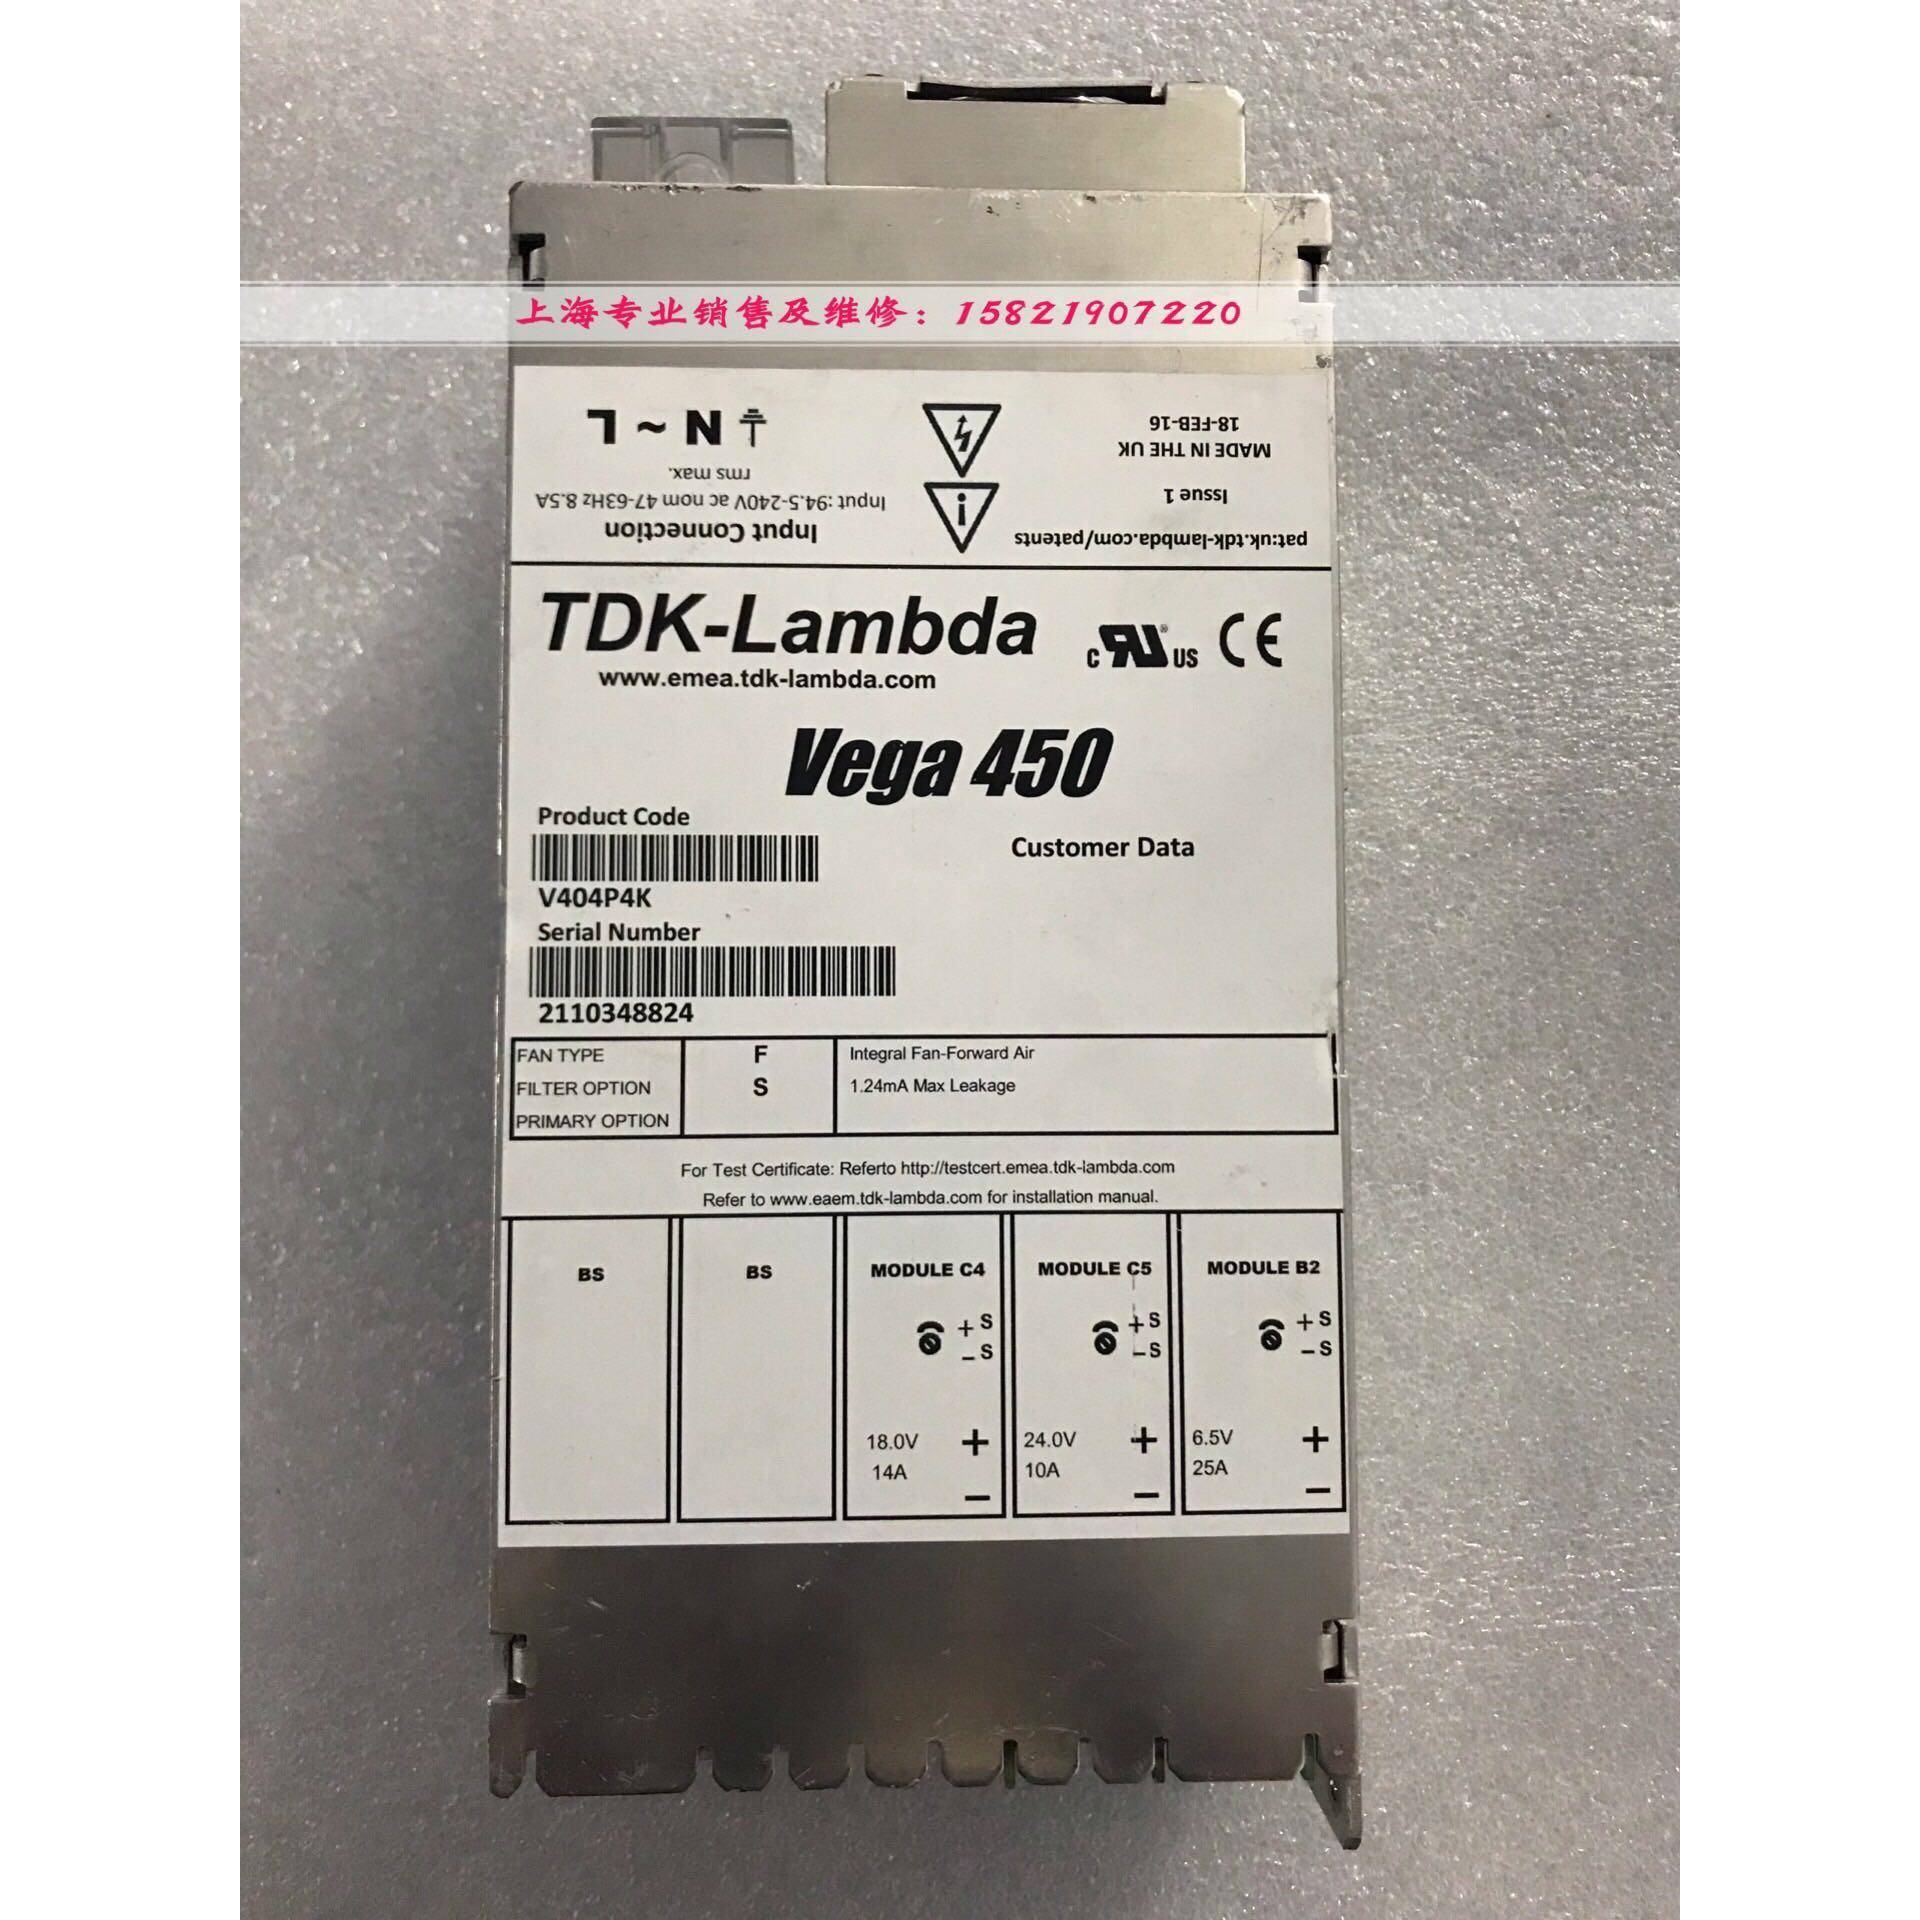 上海专业销售及维修：15821907220
L ~ N
Input :94.5-240V ac nom 47-63Hz 8.5A
rms max.
Input Connection
i
18-FEB-16
MADE IN THE UK
Issue 1
pat:uk.tdk-lambda.com/patents
TDK-Lambda
www.emea.tdk-lambda.com
c RU ® US CE
Vega 450
Product Code
V404P4K
Customer Data
Serial Number
2110348824
FAN TYPE F Integral Fan-Forward Air
FILTER OPTION S 1.24mA Max Leakage
PRIMARY OPTION
For Test Certificate: Referto http://testcert.emea.tdk-lambda.com
Refer to www.eaem.tdk-lambda.com for installation manual.
BS BS MODULE C4 MODULE C5 MODULE B2
+ S + S + S
– S – S – S
18.0V + 24.0V + 6.5V +
14A – 10A – 25A –